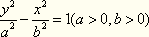 y²/a² − x²/b² = 1(a > 0, b > 0)